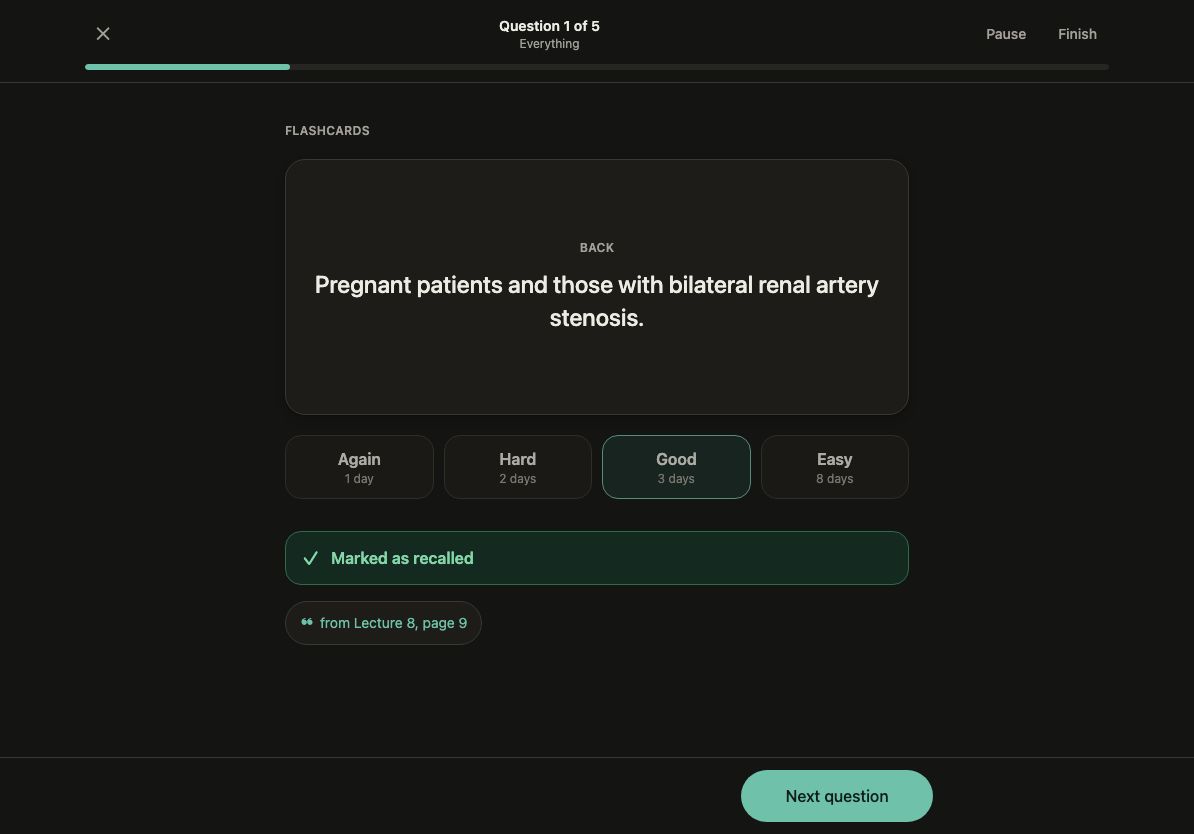 Question 1 of 5
Everything
Pause
Finish
FLASHCARDS
BACK
Pregnant patients and those with bilateral renal artery
stenosis.
Again
1 day
Hard
2 days
Good
3 days
Easy
8 days
Marked as recalled
❝ from Lecture 8, page 9
Next question